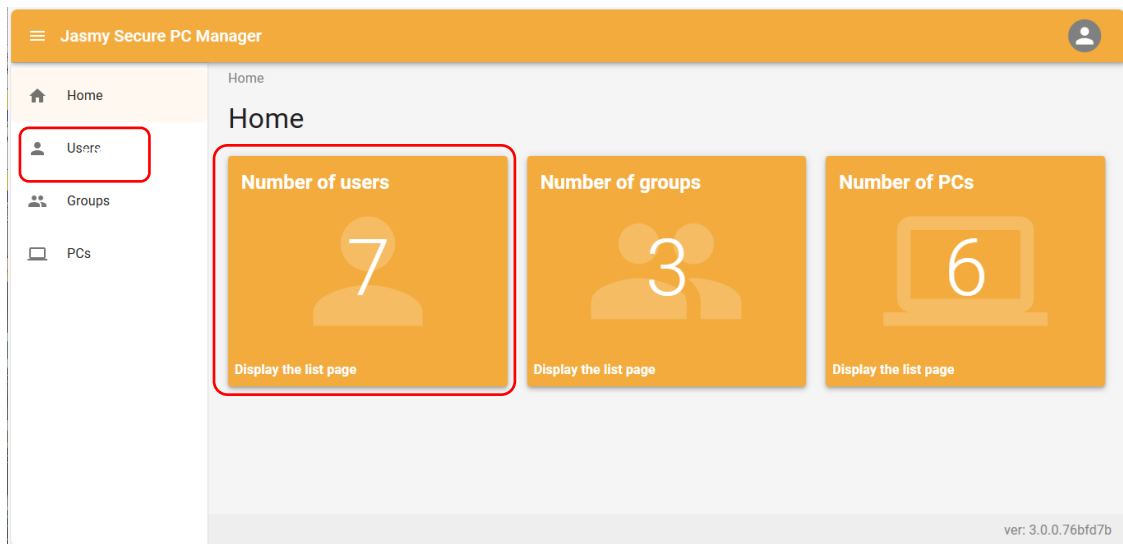 Jasmy Secure PC Manager
Home
Home
Home
Users
Groups
PCs
Number of users
7
Display the list page
Number of groups
3
Display the list page
Number of PCs
6
Display the list page
ver: 3.0.0.76bfd7b